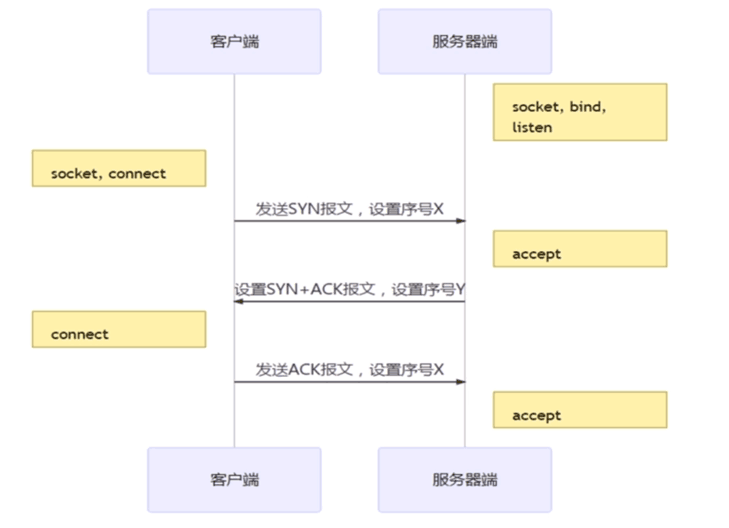 客户端
服务器端
socket, bind,
listen
socket, connect
发送SYN报文，设置序号X
accept
设置SYN+ACK报文，设置序号Y
connect
发送ACK报文，设置序号X
accept
客户端
服务器端